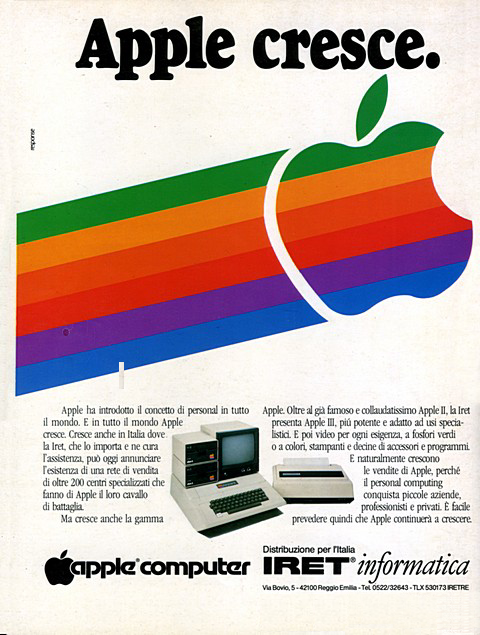 Apple cresce.
response
Apple ha introdotto il concetto di personal in tutto
il mondo. E in tutto il mondo Apple
cresce. Cresce anche in Italia dove
la Iret, che lo importa e ne cura
l'assistenza, può oggi annunciare
l'esistenza di una rete di vendita
di oltre 200 centri specializzati che
fanno di Apple il loro cavallo
di battaglia.
Ma cresce anche la gamma
Apple. Oltre al già famoso e collaudatissimo Apple II, la Iret
presenta Apple III, più potente e adatto ad usi specia-
listici. E poi video per ogni esigenza, a fosfori verdi
o a colori, stampanti e decine di accessori e programmi.
E naturalmente crescono
le vendite di Apple, perché
il personal computing
conquista piccole aziende,
professionisti e privati. È facile
prevedere quindi che Apple continuerà a crescere.
apple computer
Distribuzione per l'Italia
IRET® informatica
Via Bovio, 5 - 42100 Reggio Emilia - Tel. 0522/32643 - TLX 530173 IRETRE